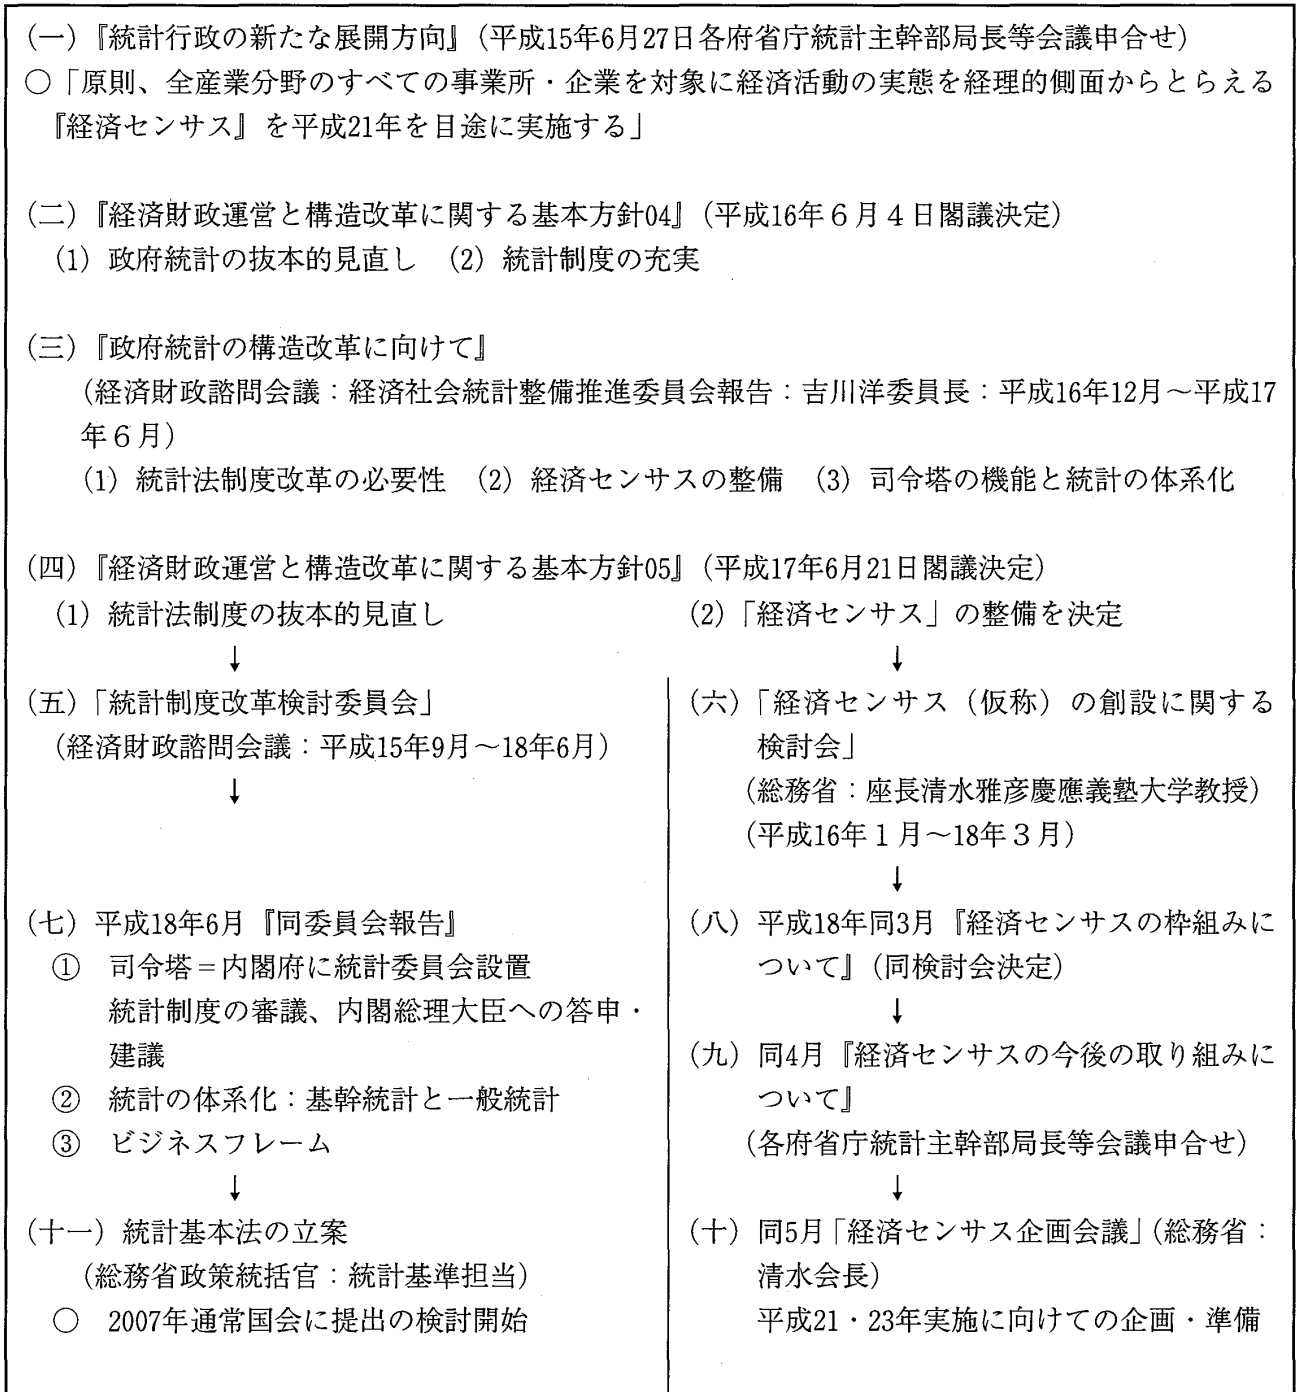 (一)『統計行政の新たな展開方向』(平成15年6月27日各府省庁統計主幹部局長等会議申合せ)
○「原則、全産業分野のすべての事業所・企業を対象に経済活動の実態を経理的側面からとらえる
『経済センサス』を平成21年を目途に実施する」
(二)『経済財政運営と構造改革に関する基本方針04』(平成16年6月4日閣議決定)
(1) 政府統計の抜本的見直し (2) 統計制度の充実
(三)『政府統計の構造改革に向けて』
(経済財政諮問会議:経済社会統計整備推進委員会報告:吉川洋委員長:平成16年12月~平成17
年6月)
(1) 統計法制度改革の必要性 (2) 経済センサスの整備 (3) 司令塔の機能と統計の体系化
(四)『経済財政運営と構造改革に関する基本方針05』(平成17年6月21日閣議決定)
(1) 統計法制度の抜本的見直し
↓
(五)「統計制度改革検討委員会」
(経済財政諮問会議:平成15年9月~18年6月)
↓
(七) 平成18年6月『同委員会報告』
① 司令塔=内閣府に統計委員会設置
統計制度の審議、内閣総理大臣への答申・
建議
② 統計の体系化:基幹統計と一般統計
③ ビジネスフレーム
↓
(十一) 統計基本法の立案
(総務省政策統括官:統計基準担当)
○ 2007年通常国会に提出の検討開始
(2)「経済センサス」の整備を決定
↓
(六)「経済センサス(仮称)の創設に関する
検討会」
(総務省:座長清水雅彦慶應義塾大学教授)
(平成16年1月~18年3月)
↓
(八) 平成18年同3月『経済センサスの枠組みに
ついて』(同検討会決定)
↓
(九) 同4月『経済センサスの今後の取り組みに
ついて』
(各府省庁統計主幹部局長等会議申合せ)
↓
(十) 同5月「経済センサス企画会議」(総務省:
清水会長)
平成21・23年実施に向けての企画・準備